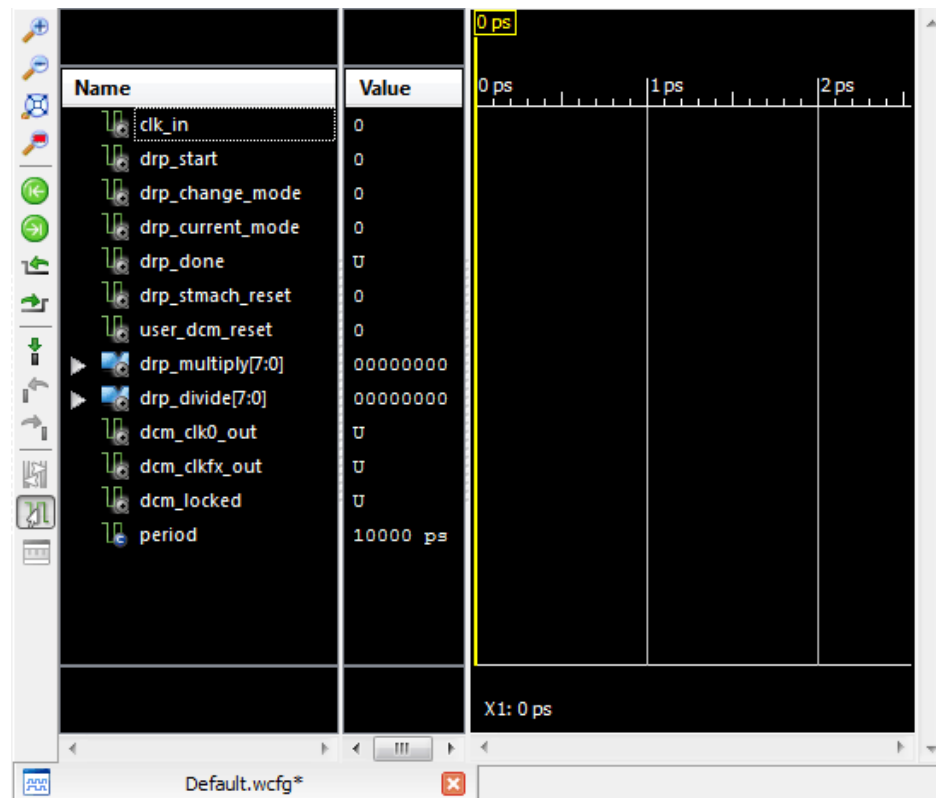 0 ps
Name Value 0 ps 1 ps 2 ps
clk_in 0
drp_start 0
drp_change_mode 0
drp_current_mode 0
drp_done U
drp_stmach_reset 0
user_dcm_reset 0
drp_multiply[7:0] 00000000
drp_divide[7:0] 00000000
dcm_clk0_out U
dcm_clkfx_out U
dcm_locked U
period 10000 ps
X1: 0 ps
Default.wcfg*